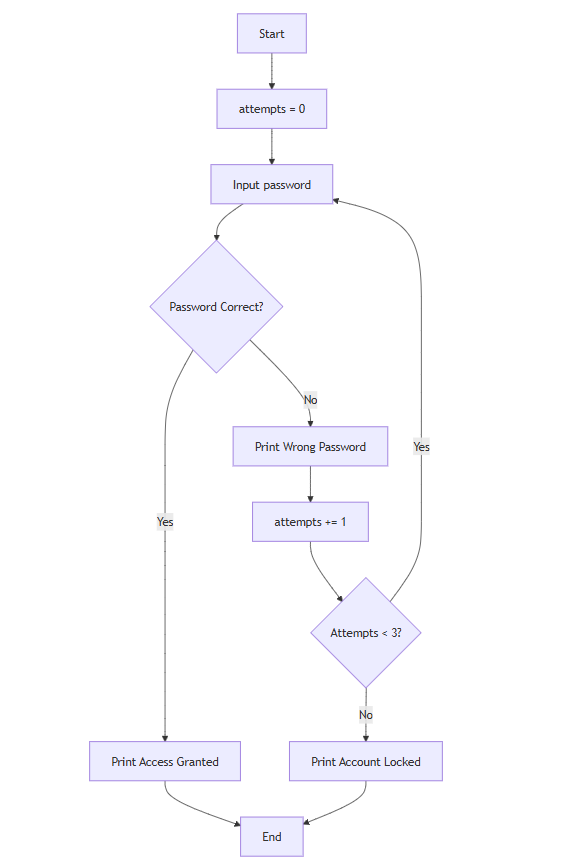 Start
attempts = 0
Input password
Password Correct?
No
Print Wrong Password
Yes
attempts += 1
Yes
Attempts < 3?
No
Print Access Granted
Print Account Locked
End